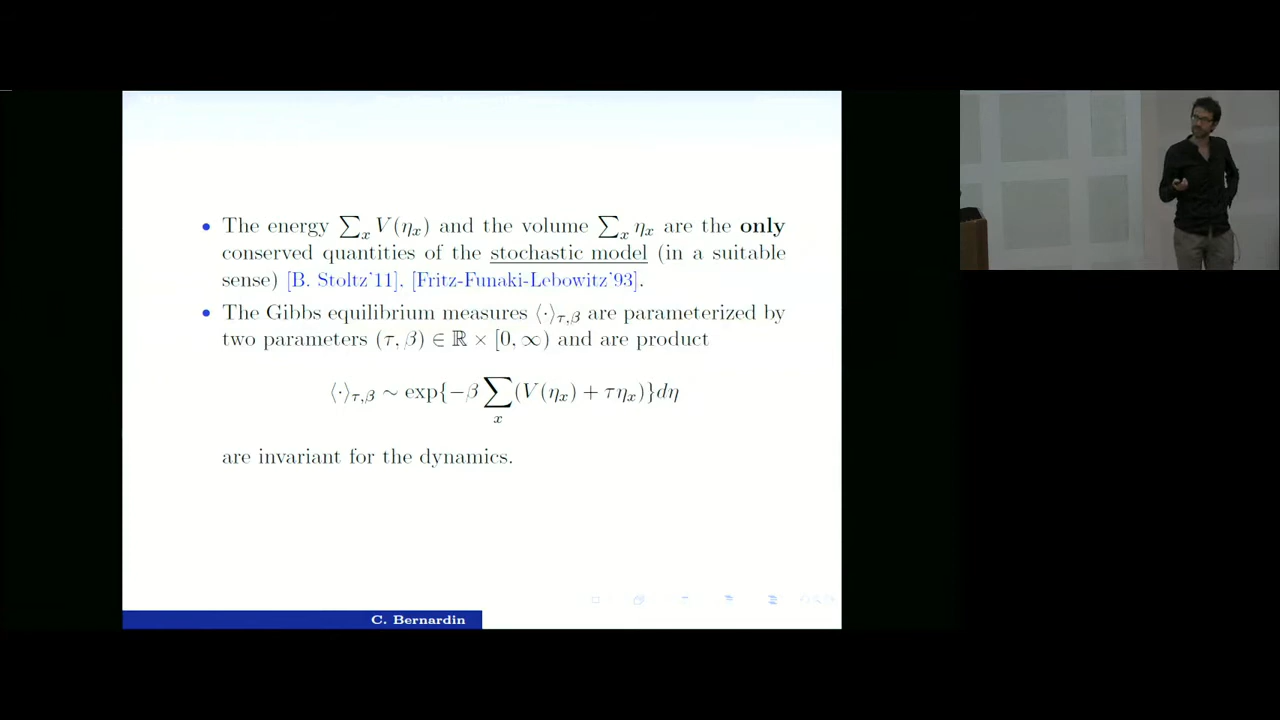 • The energy ∑ₓ V(ηₓ) and the volume ∑ₓ ηₓ are the only
conserved quantities of the stochastic model (in a suitable
sense) [B. Stoltz'11], [Fritz-Funaki-Lebowitz'93].
• The Gibbs equilibrium measures ⟨·⟩τ,β are parameterized by
two parameters (τ, β) ∈ ℝ × [0, ∞) and are product
⟨·⟩τ,β ∼ exp{−β ∑ₓ (V(ηₓ) + τηₓ)}dη
are invariant for the dynamics.
C. Bernardin